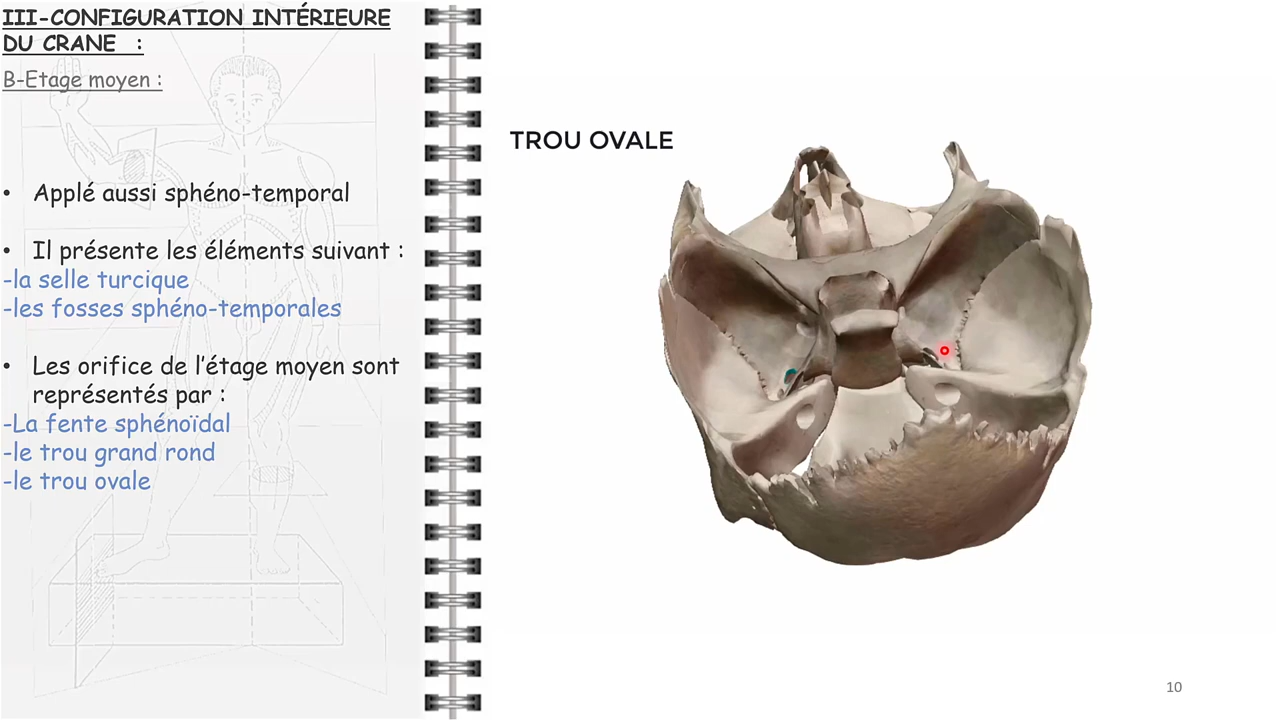 III-CONFIGURATION INTÉRIEURE
DU CRANE :
B-Etage moyen :
• Applé aussi sphéno-temporal
• Il présente les éléments suivant :
-la selle turcique
-les fosses sphéno-temporales
• Les orifice de l'étage moyen sont
représentés par :
-La fente sphénoïdal
-le trou grand rond
-le trou ovale
TROU OVALE
10